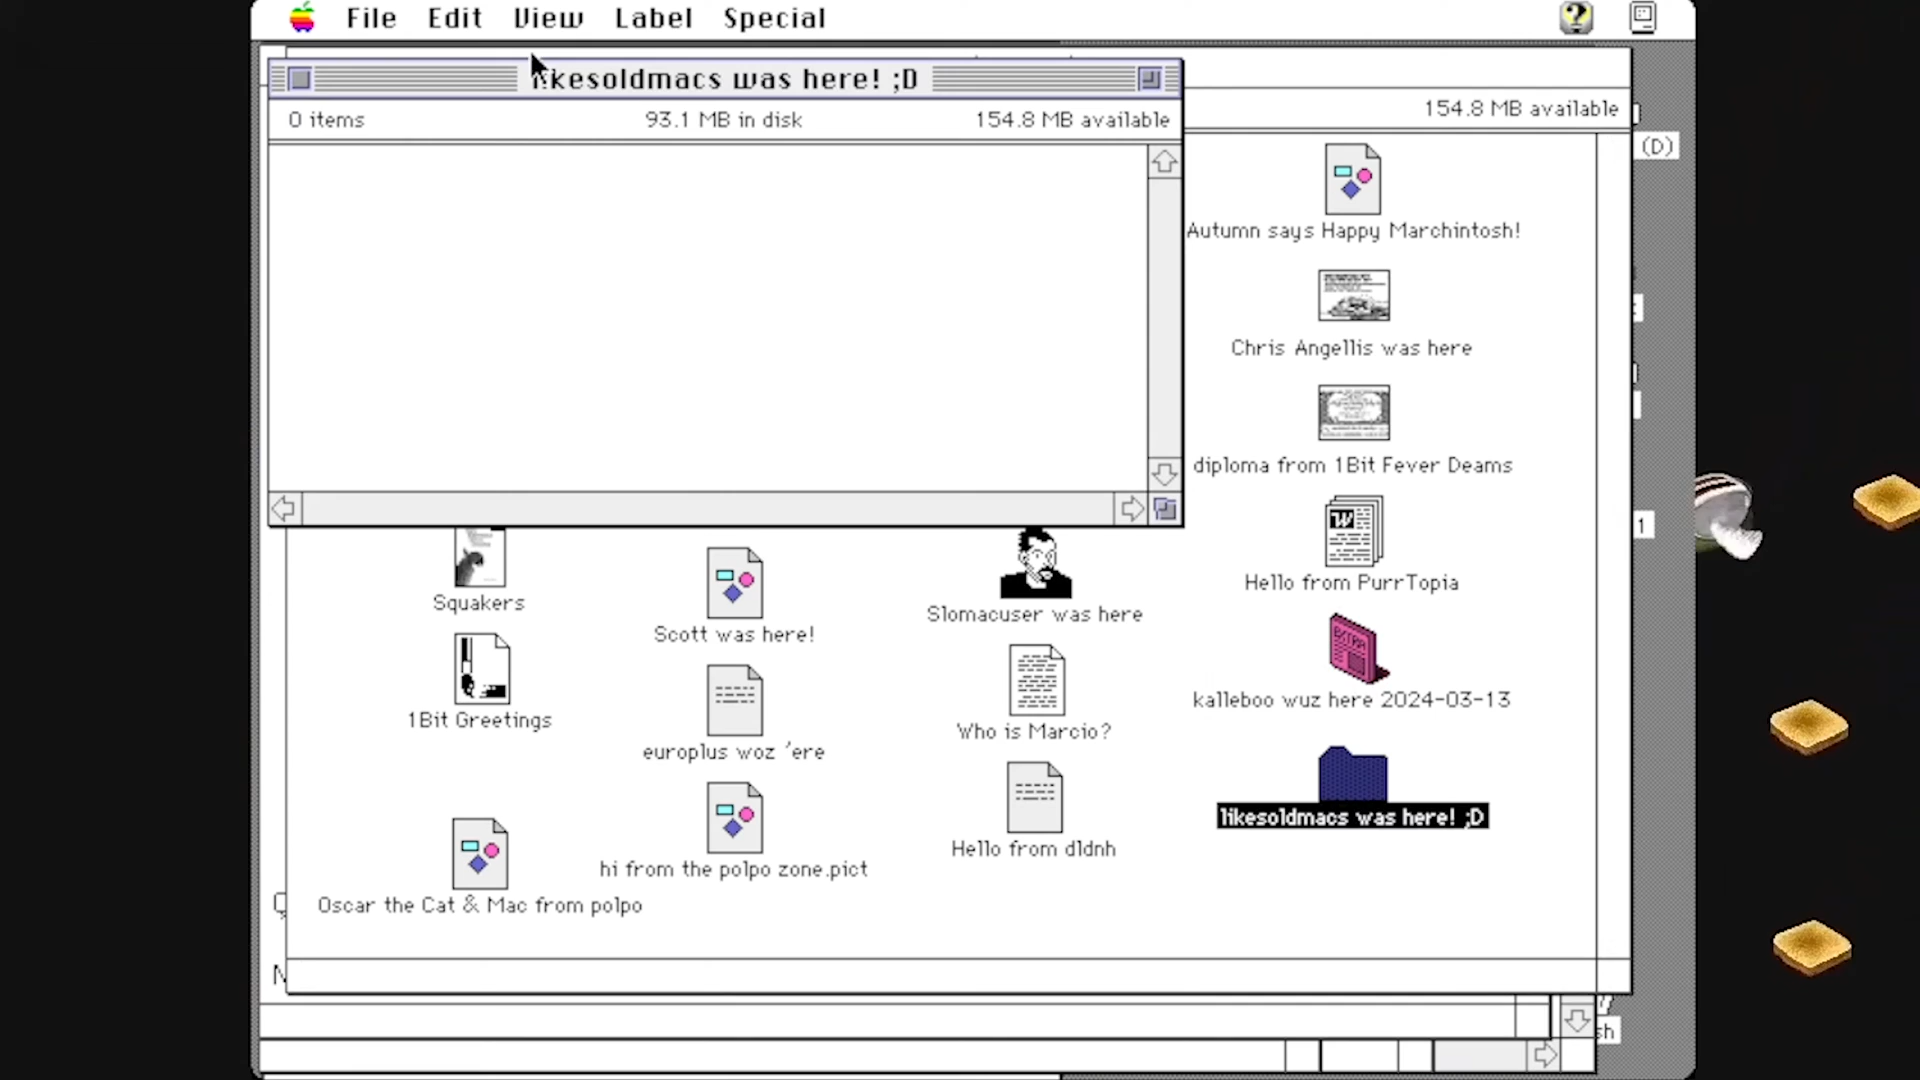 File Edit View Label Special
likesoldmacs was here! ;D
0 items 93.1 MB in disk 154.8 MB available
154.8 MB available
(D)
Autumn says Happy Marchintosh!
Chris Angellis was here
diploma from 1Bit Fever Deams
1
Hello from PurrTopia
Squakers
Scott was here!
Slomacuser was here
EXTRA
kalleboo wuz here 2024-03-13
1Bit Greetings
europlus woz 'ere
Who is Marcio?
likesoldmacs was here! ;D
Hello from dldnh
hi from the polpo zone.pict
Oscar the Cat & Mac from polpo
sh